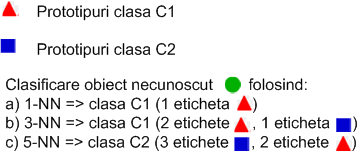 Prototipuri clasa C1
Prototipuri clasa C2
Clasificare obiect necunoscut folosind:
a) 1-NN => clasa C1 (1 eticheta )
b) 3-NN => clasa C1 (2 etichete , 1 eticheta )
c) 5-NN => clasa C2 (3 etichete , 2 etichete )